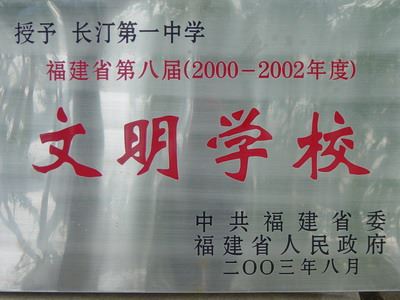 授予 长汀第一中学
福建省第八届(2000-2002年度)
文明学校
中共福建省委
福建省人民政府
二OO三年八月